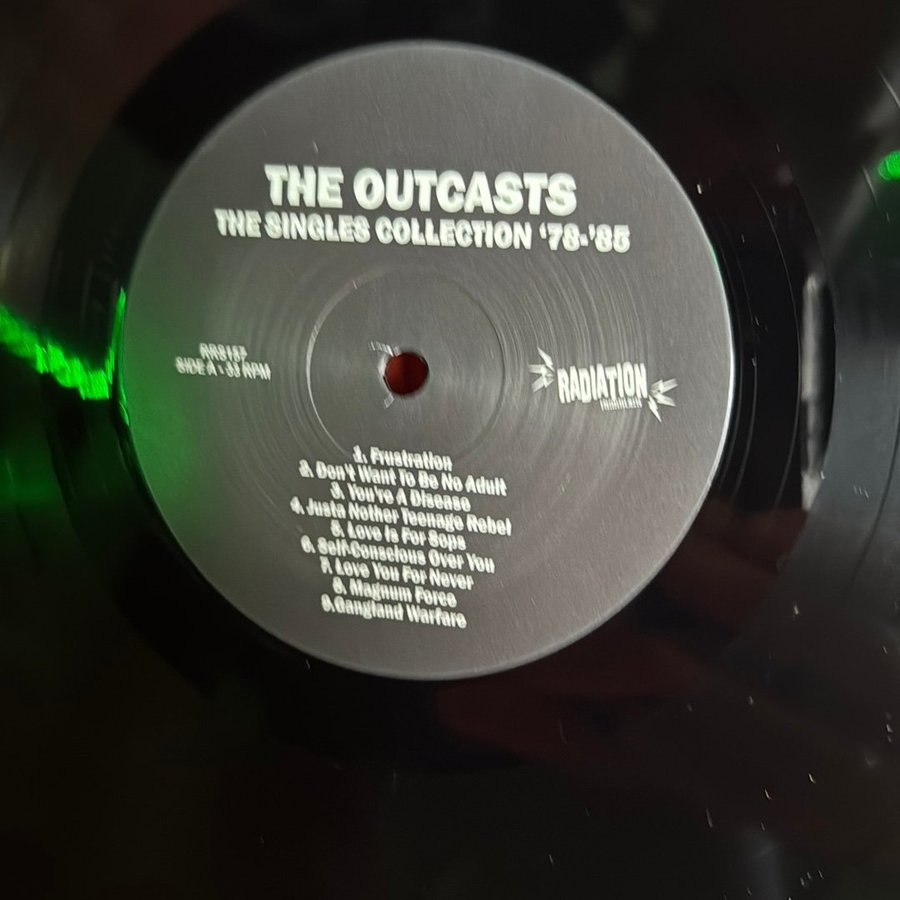 THE OUTCASTS
THE SINGLES COLLECTION '78-'85
SIDE A - 33 RPM
RADIATION
1. Frustration
2. Don't Want To Be No Adult
3. You're A Disease
4. Justa Nother Teenage Rebel
5. Love Is For Sops
6. Self-Conscious Over You
7. Love You For Never
8. Magnum Force
9.Gangland Warfare